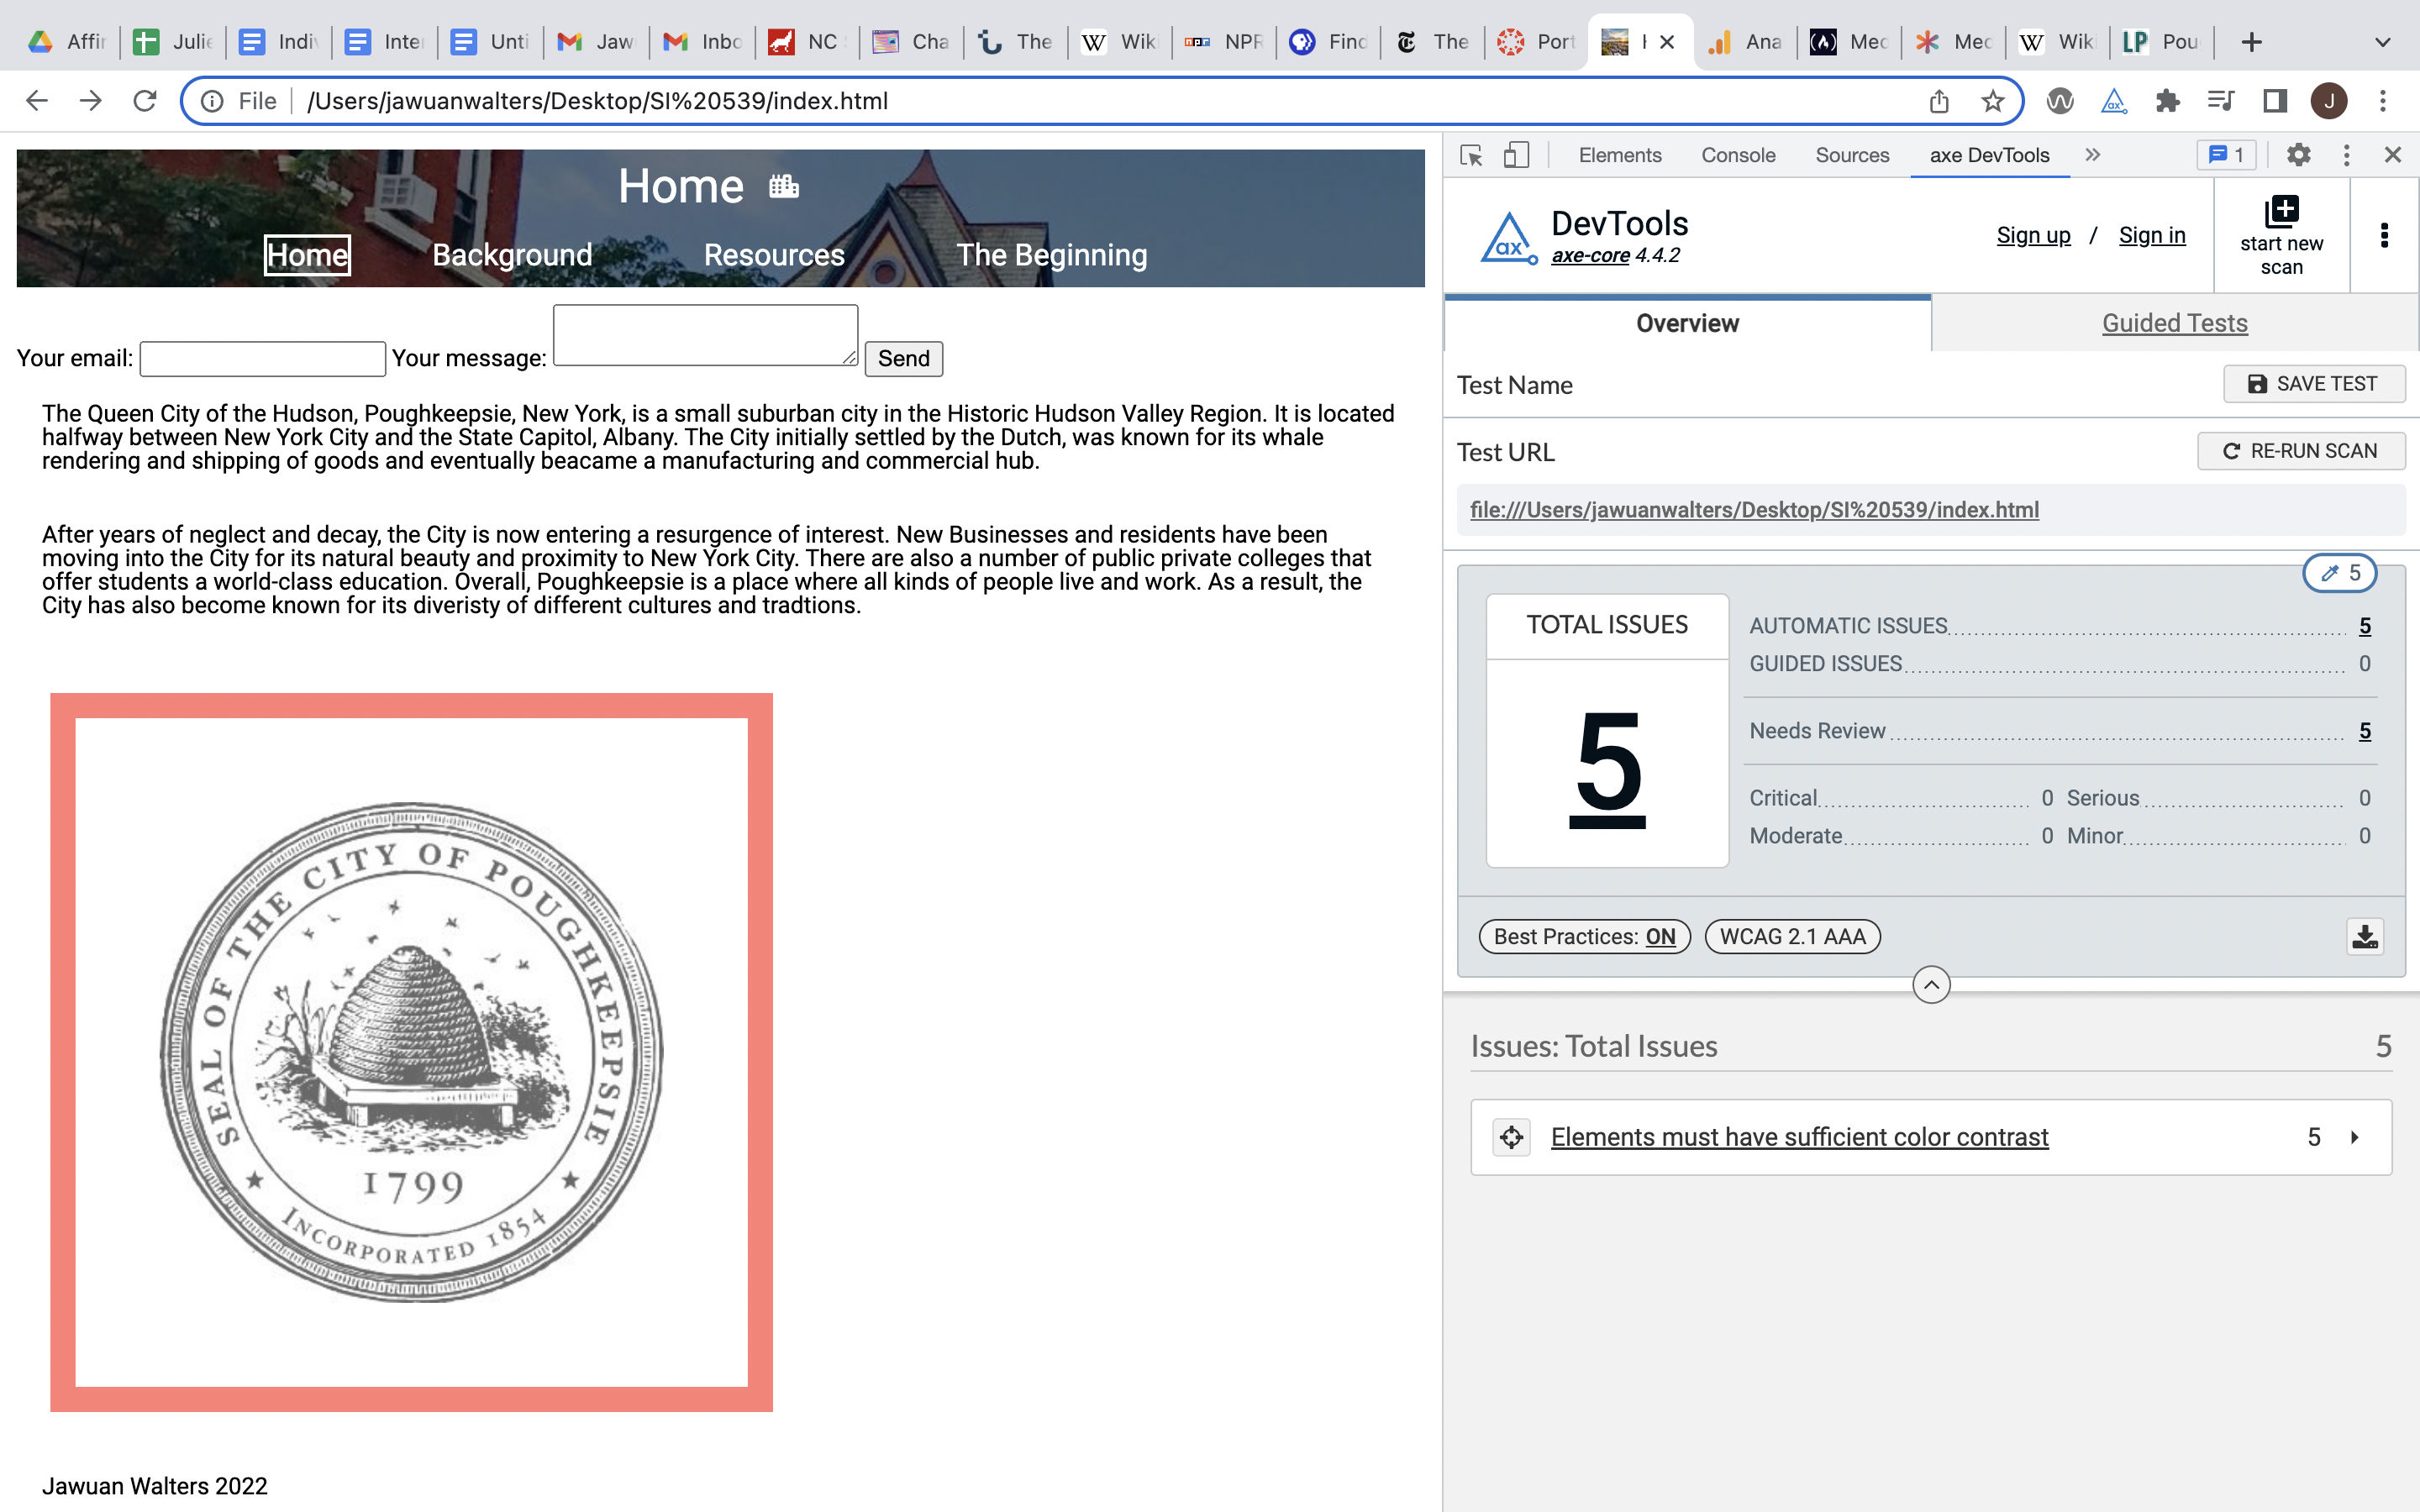 Affir
Julie
Indiv
Inter
Unti
Jaw
Inbo
NC
Cha
The
Wiki
NPR
Find
The
Port
Ana
Mec
Mec
Wiki
LP Pou
File /Users/jawuanwalters/Desktop/SI%20539/index.html
J
Home
Home Background Resources The Beginning
Your email: Your message: Send
The Queen City of the Hudson, Poughkeepsie, New York, is a small suburban city in the Historic Hudson Valley Region. It is located
halfway between New York City and the State Capitol, Albany. The City initially settled by the Dutch, was known for its whale
rendering and shipping of goods and eventually beacame a manufacturing and commercial hub.
After years of neglect and decay, the City is now entering a resurgence of interest. New Businesses and residents have been
moving into the City for its natural beauty and proximity to New York City. There are also a number of public private colleges that
offer students a world-class education. Overall, Poughkeepsie is a place where all kinds of people live and work. As a result, the
City has also become known for its diveristy of different cultures and tradtions.
SEAL OF THE CITY OF POUGHKEEPSIE
1799
INCORPORATED 1854
Jawuan Walters 2022
Elements Console Sources axe DevTools 1
ax DevTools
axe-core 4.4.2
Sign up / Sign in
start new
scan
Overview Guided Tests
Test Name SAVE TEST
Test URL RE-RUN SCAN
file:///Users/jawuanwalters/Desktop/SI%20539/index.html
5
TOTAL ISSUES
5
AUTOMATIC ISSUES 5
GUIDED ISSUES 0
Needs Review 5
Critical 0 Serious 0
Moderate 0 Minor 0
Best Practices: ON WCAG 2.1 AAA
Issues: Total Issues 5
Elements must have sufficient color contrast 5